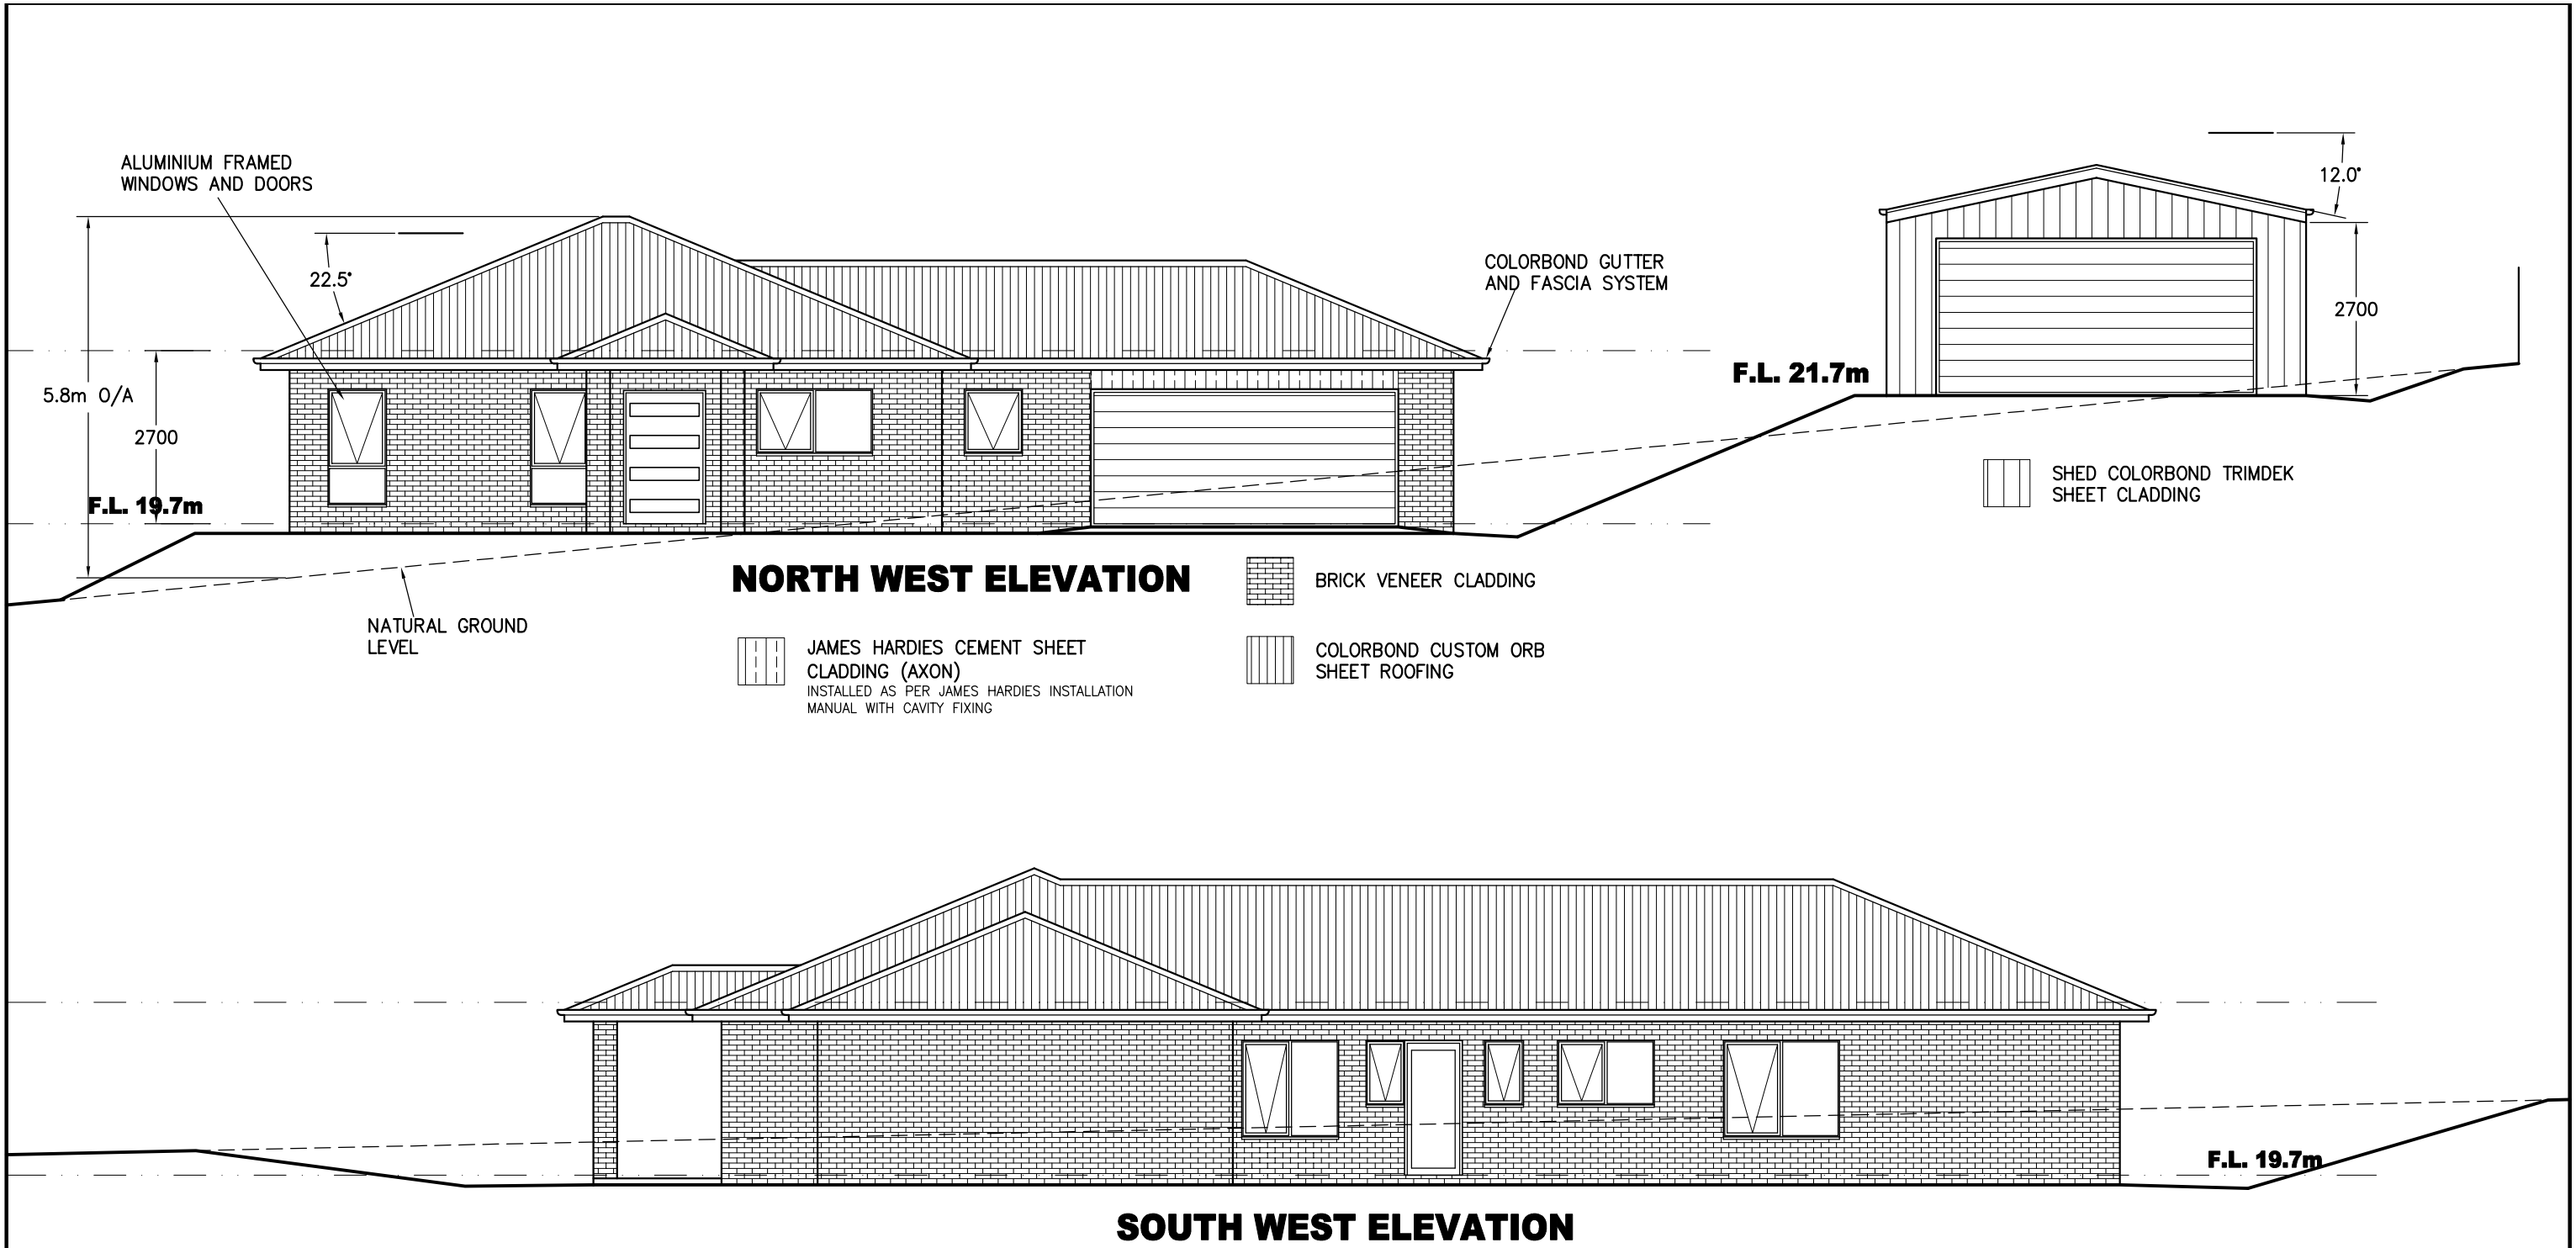 ALUMINIUM FRAMED
WINDOWS AND DOORS
22.5°
5.8m O/A
2700
F.L. 19.7m
NATURAL GROUND
LEVEL
COLORBOND GUTTER
AND FASCIA SYSTEM
12.0°
2700
F.L. 21.7m
SHED COLORBOND TRIMDEK
SHEET CLADDING
NORTH WEST ELEVATION
BRICK VENEER CLADDING
JAMES HARDIES CEMENT SHEET
CLADDING (AXON)
INSTALLED AS PER JAMES HARDIES INSTALLATION
MANUAL WITH CAVITY FIXING
COLORBOND CUSTOM ORB
SHEET ROOFING
F.L. 19.7m
SOUTH WEST ELEVATION